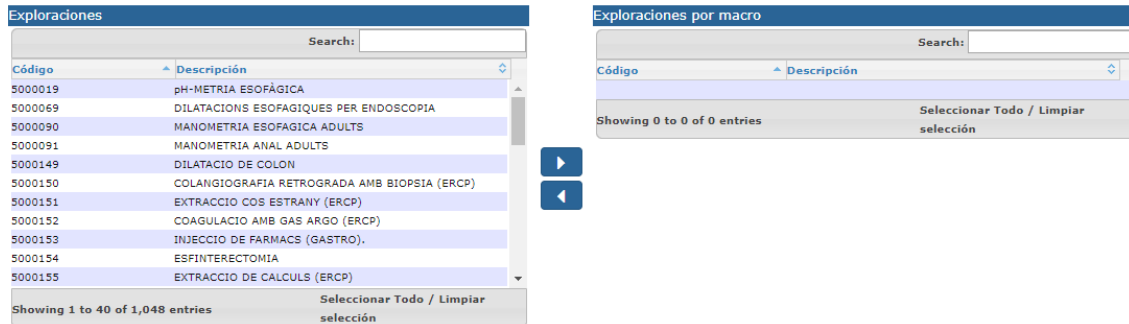 Exploraciones
Search:
Código Descripción
5000019 pH-METRIA ESOFÀGICA
5000069 DILATACIONS ESOFAGIQUES PER ENDOSCOPIA
5000090 MANOMETRIA ESOFAGICA ADULTS
5000091 MANOMETRIA ANAL ADULTS
5000149 DILATACIO DE COLON
5000150 COLANGIOGRAFIA RETROGRADA AMB BIOPSIA (ERCP)
5000151 EXTRACCIO COS ESTRANY (ERCP)
5000152 COAGULACIO AMB GAS ARGO (ERCP)
5000153 INJECCIO DE FARMACS (GASTRO).
5000154 ESFINTERECTOMIA
5000155 EXTRACCIO DE CALCULS (ERCP)
Showing 1 to 40 of 1,048 entries
Seleccionar Todo / Limpiar
selección
Exploraciones por macro
Search:
Código Descripción
Showing 0 to 0 of 0 entries
Seleccionar Todo / Limpiar
selección